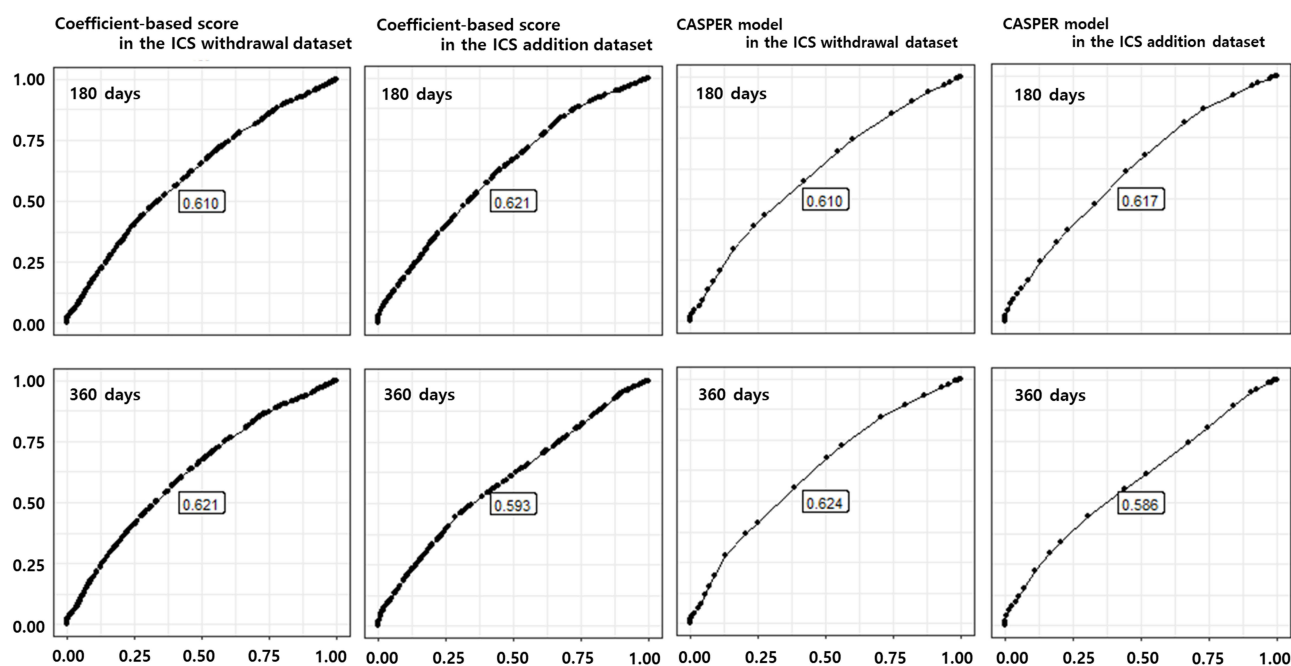 Coefficient-based score
in the ICS withdrawal dataset
Coefficient-based score
in the ICS addition dataset
CASPER model
in the ICS withdrawal dataset
CASPER model
in the ICS addition dataset
1.00
0.75
0.50
0.25
0.00
180 days
0.610
180 days
0.621
180 days
0.610
180 days
0.617
1.00
0.75
0.50
0.25
0.00
360 days
0.621
360 days
0.593
360 days
0.624
360 days
0.586
0.00 0.25 0.50 0.75 1.00
0.00 0.25 0.50 0.75 1.00
0.00 0.25 0.50 0.75 1.00
0.00 0.25 0.50 0.75 1.00